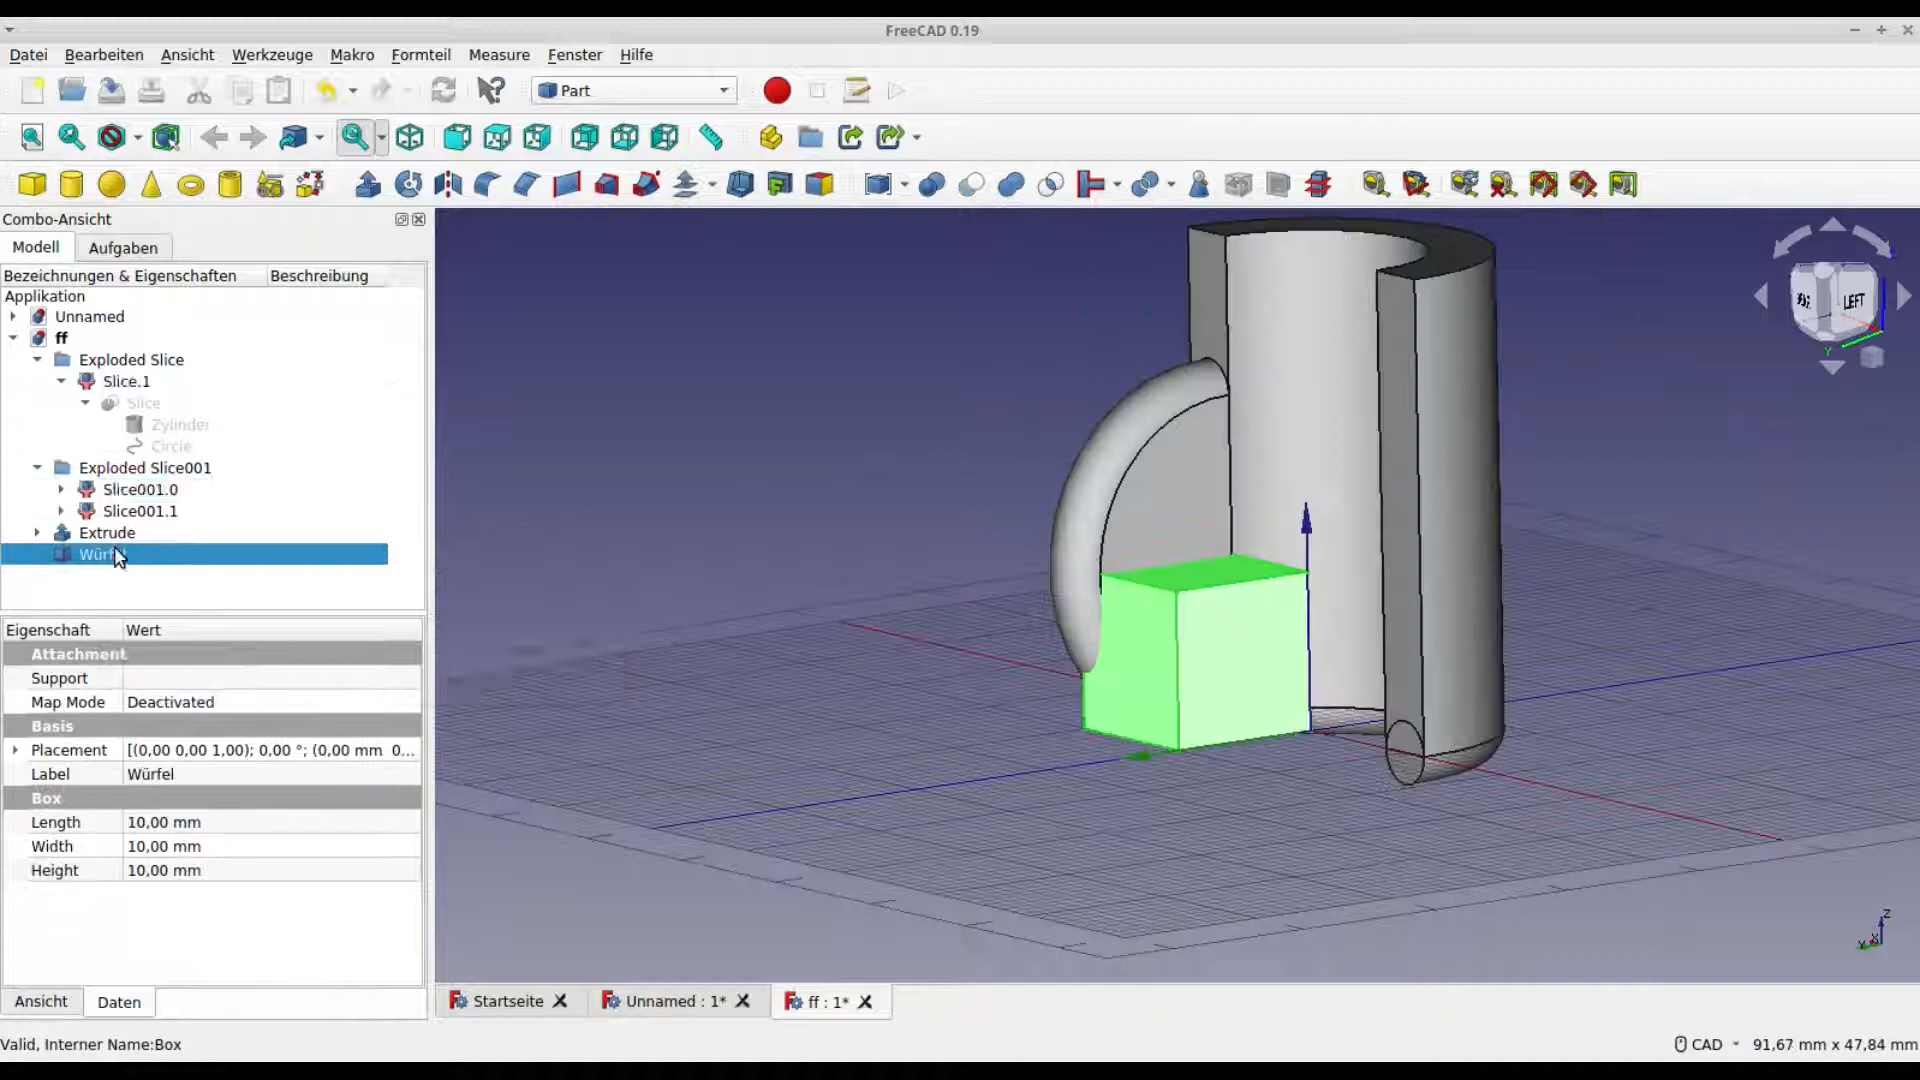 FreeCAD 0.19
Datei Bearbeiten Ansicht Werkzeuge Makro Formteil Measure Fenster Hilfe
Part
Combo-Ansicht
Modell Aufgaben
Bezeichnungen & Eigenschaften Beschreibung
Applikation
Unnamed
ff
Exploded Slice
Slice.1
Slice
Zylinder
Circle
Exploded Slice001
Slice001.0
Slice001.1
Extrude
Eigenschaft Wert
Attachment
Support
Map Mode Deactivated
Basis
Placement [(0,00 0,00 1,00); 0,00 °; (0,00 mm 0...
Label Würfel
Box
Length 10,00 mm
Width 10,00 mm
Height 10,00 mm
Ansicht Daten
LEFT
Y
Z
Startseite
Unnamed : 1*
ff : 1*
Valid, Interner Name:Box
CAD 91,67 mm x 47,84 mm